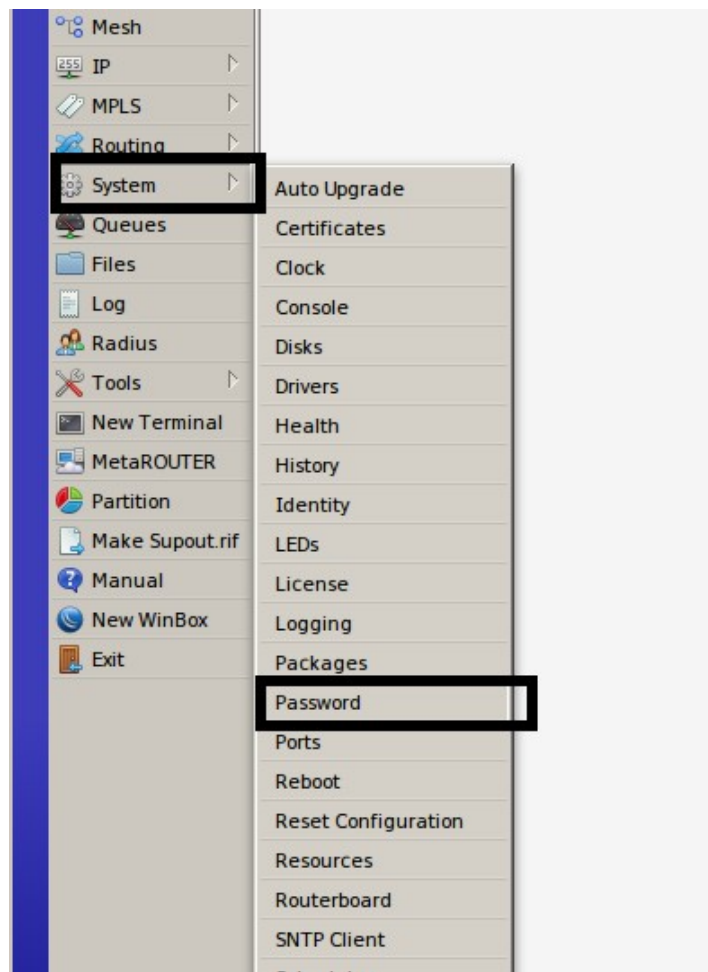 Mesh
255 IP
MPLS
Routing
System
Queues
Files
Log
Radius
Tools
New Terminal
MetaROUTER
Partition
Make Supout.rif
Manual
New WinBox
Exit
Auto Upgrade
Certificates
Clock
Console
Disks
Drivers
Health
History
Identity
LEDs
License
Logging
Packages
Password
Ports
Reboot
Reset Configuration
Resources
Routerboard
SNTP Client